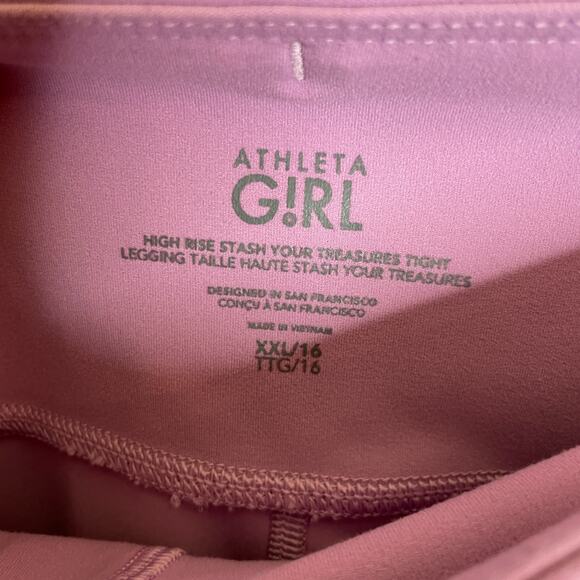 ATHLETA
G!RL
HIGH RISE STASH YOUR TREASURES TIGHT
LEGGING TAILLE HAUTE STASH YOUR TREASURES
DESIGNED IN SAN FRANCISCO
CONÇU À SAN FRANCISCO
MADE IN VIETNAM
XXL/16
TTG/16